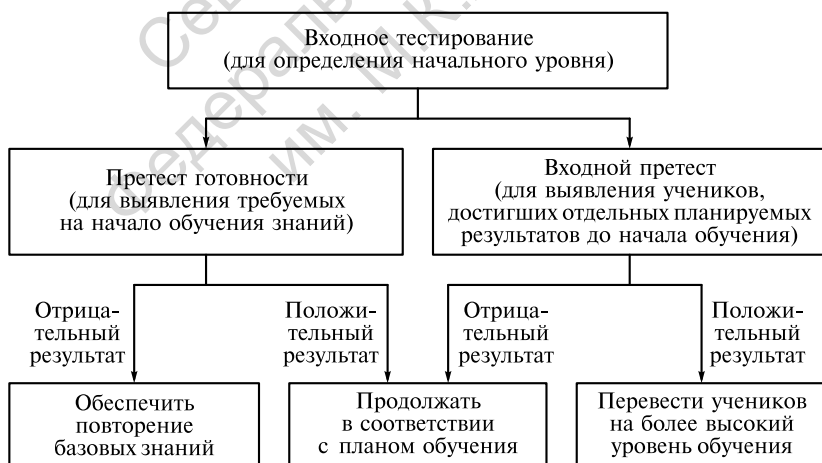 Входное тестирование
(для определения начального уровня)
Претест готовности
(для выявления требуемых
на начало обучения знаний)
Входной претест
(для выявления учеников,
достигших отдельных планируемых
результатов до начала обучения)
Отрица-
тельный
результат
Положи-
тельный
результат
Отрица-
тельный
результат
Положи-
тельный
результат
Обеспечить
повторение
базовых знаний
Продолжать
в соответствии
с планом обучения
Перевести учеников
на более высокий
уровень обучения
им. М.К.